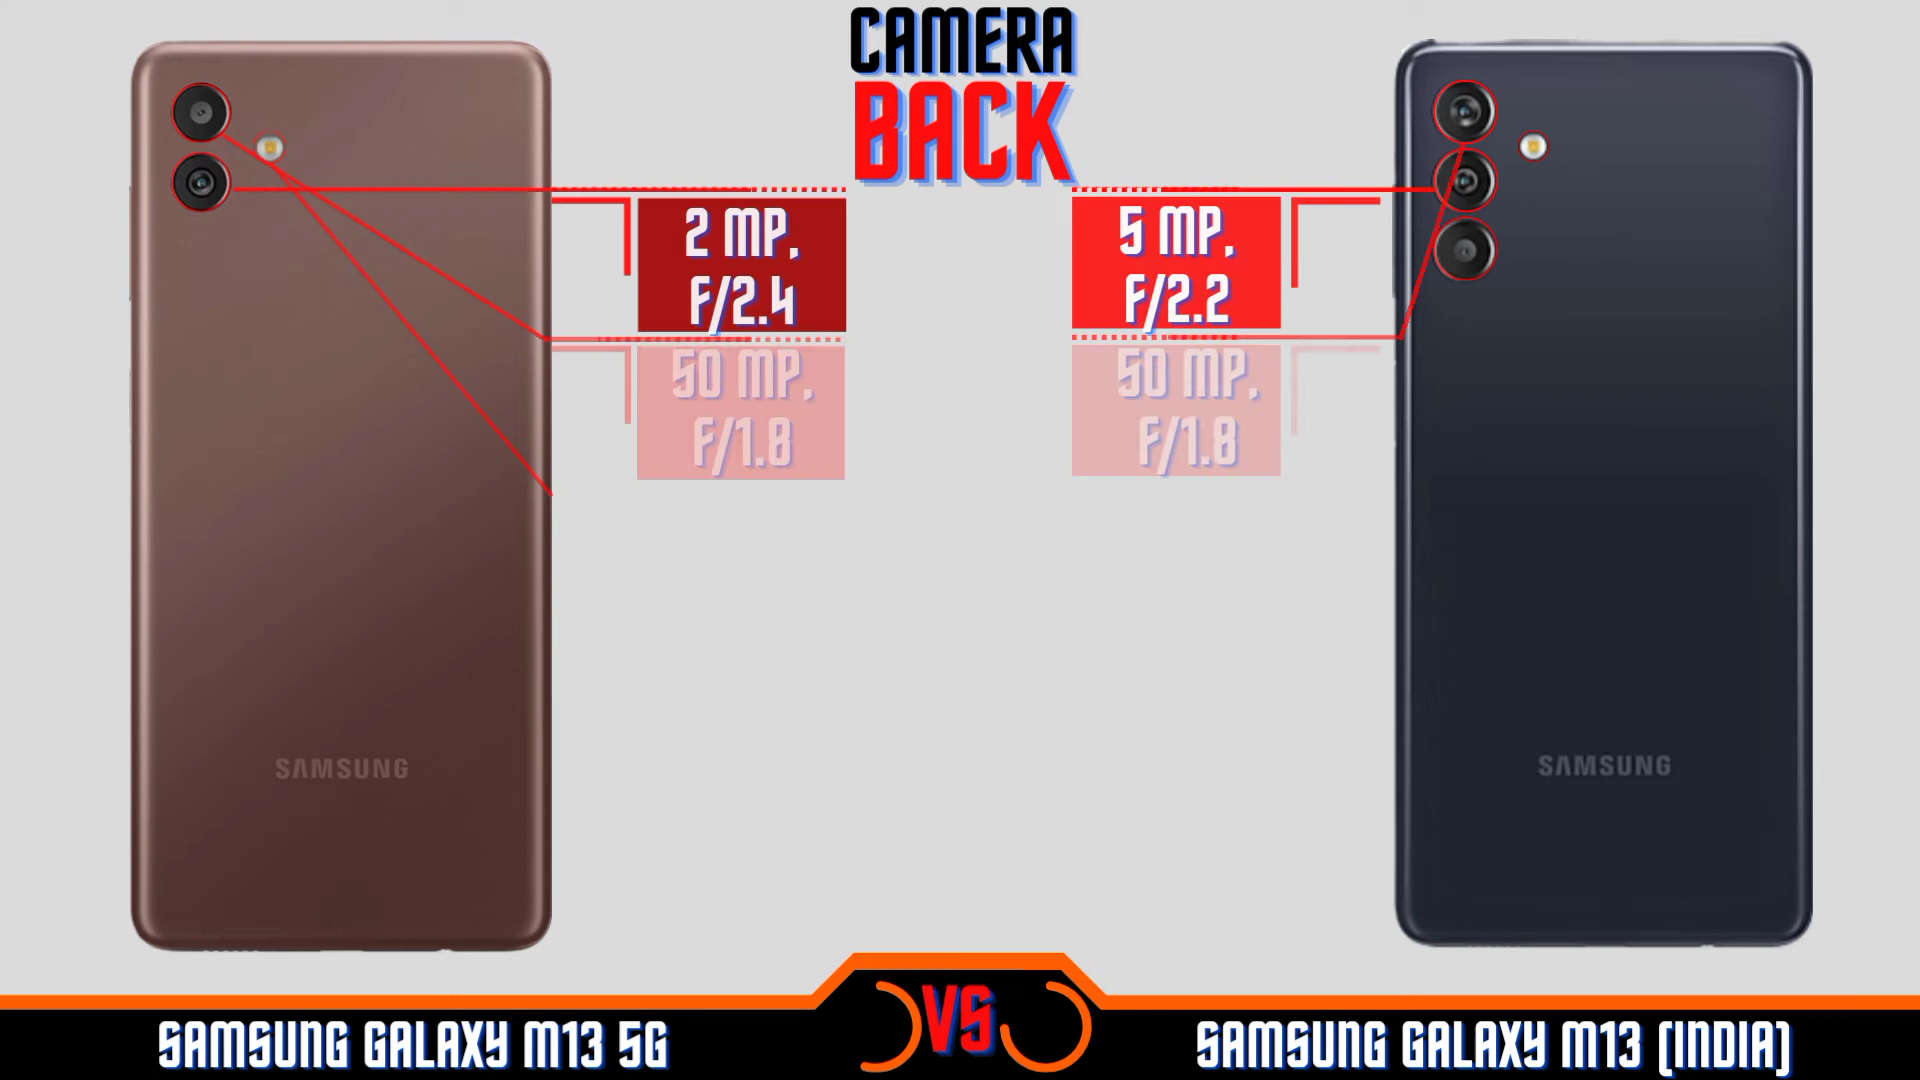 CAMERA
BACK
2 MP,
F/2.4
50 MP,
F/1.8
5 MP,
F/2.2
50 MP,
F/1.8
SAMSUNG
SAMSUNG
VS
SAMSUNG GALAXY M13 5G
SAMSUNG GALAXY M13 (INDIA)